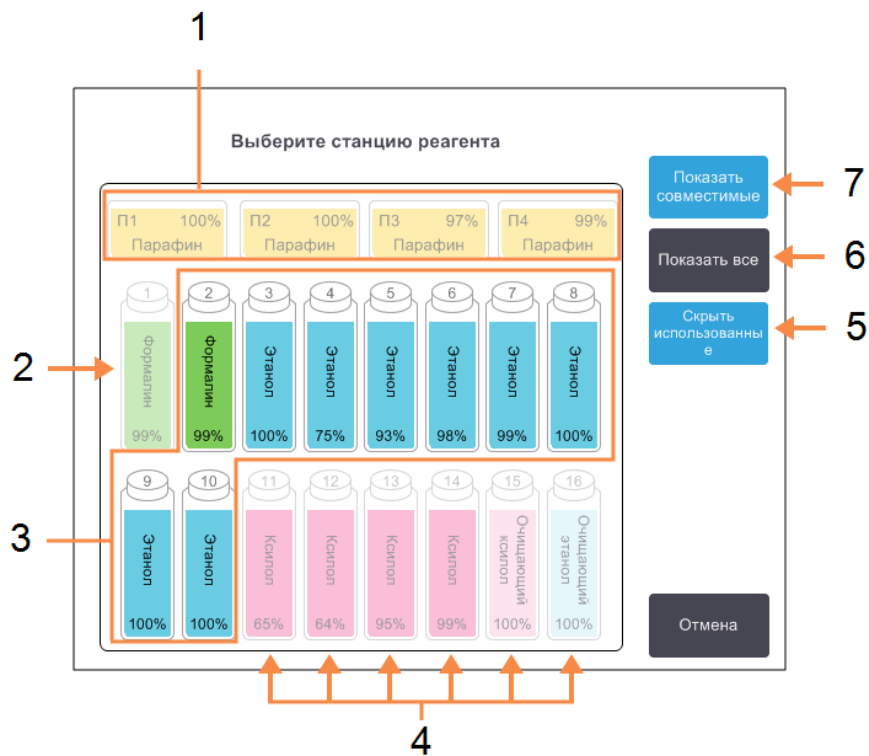 1
Выберите станцию реагента
Показать
совместимые
7
П1 100%
Парафин
П2 100%
Парафин
П3 97%
Парафин
П4 99%
Парафин
Показать все
6
Скрыть
использованны
е
5
2
1
Формалин
99%
2
Формалин
99%
3
Этанол
100%
4
Этанол
75%
5
Этанол
93%
6
Этанол
98%
7
Этанол
99%
8
Этанол
100%
3
9
Этанол
100%
10
Этанол
100%
11
Ксилол
65%
12
Ксилол
64%
13
Ксилол
95%
14
Ксилол
99%
15
Очищающий
ксилол
100%
16
Очищающий
этанол
100%
Отмена
4